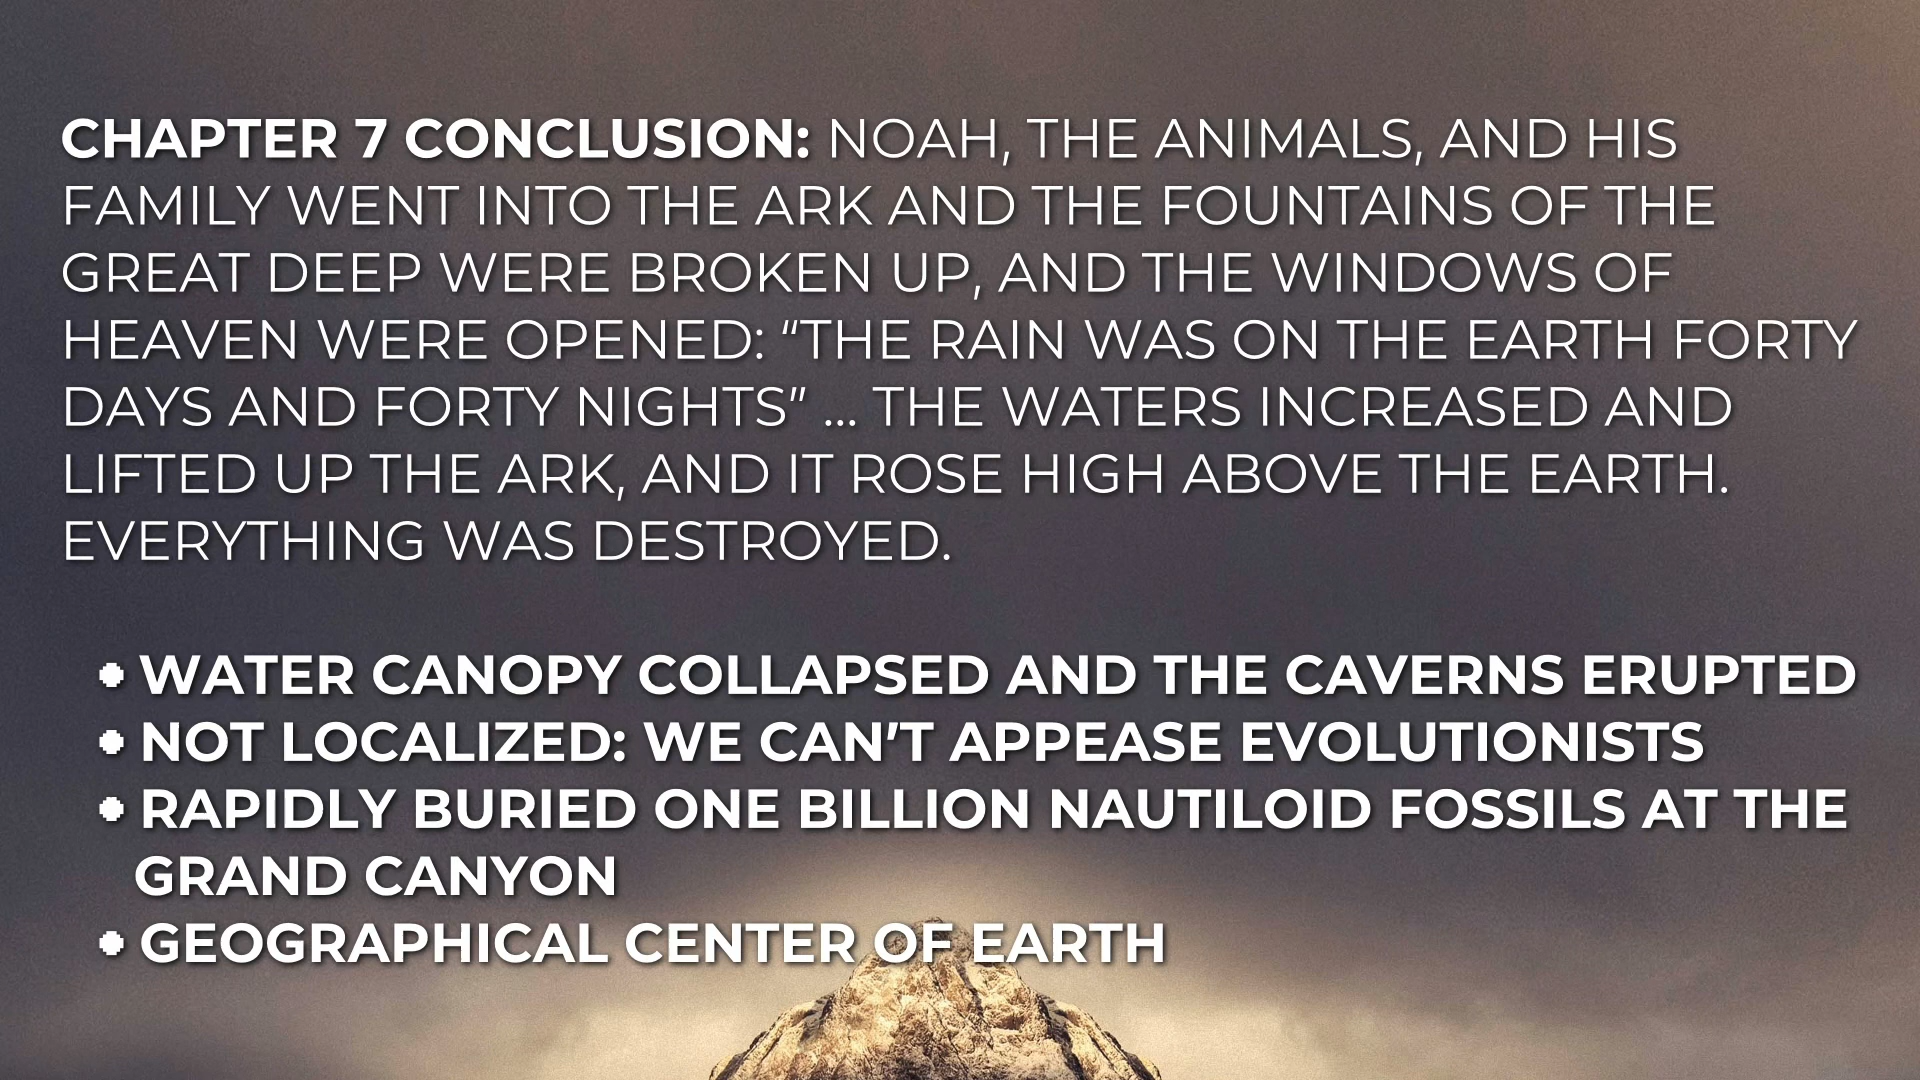 CHAPTER 7 CONCLUSION: NOAH, THE ANIMALS, AND HIS
FAMILY WENT INTO THE ARK AND THE FOUNTAINS OF THE
GREAT DEEP WERE BROKEN UP, AND THE WINDOWS OF
HEAVEN WERE OPENED: “THE RAIN WAS ON THE EARTH FORTY
DAYS AND FORTY NIGHTS” ... THE WATERS INCREASED AND
LIFTED UP THE ARK, AND IT ROSE HIGH ABOVE THE EARTH.
EVERYTHING WAS DESTROYED.
• WATER CANOPY COLLAPSED AND THE CAVERNS ERUPTED
• NOT LOCALIZED: WE CAN’T APPEASE EVOLUTIONISTS
• RAPIDLY BURIED ONE BILLION NAUTILOID FOSSILS AT THE
GRAND CANYON
• GEOGRAPHICAL CENTER OF EARTH